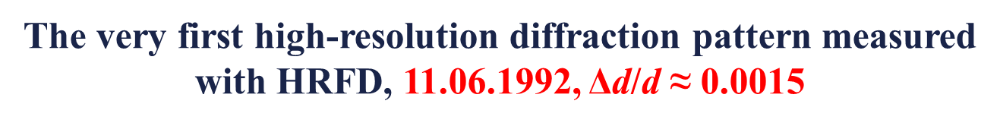 The very first high-resolution diffraction pattern measured
with HRFD, 11.06.1992, Δd/d ≈ 0.0015